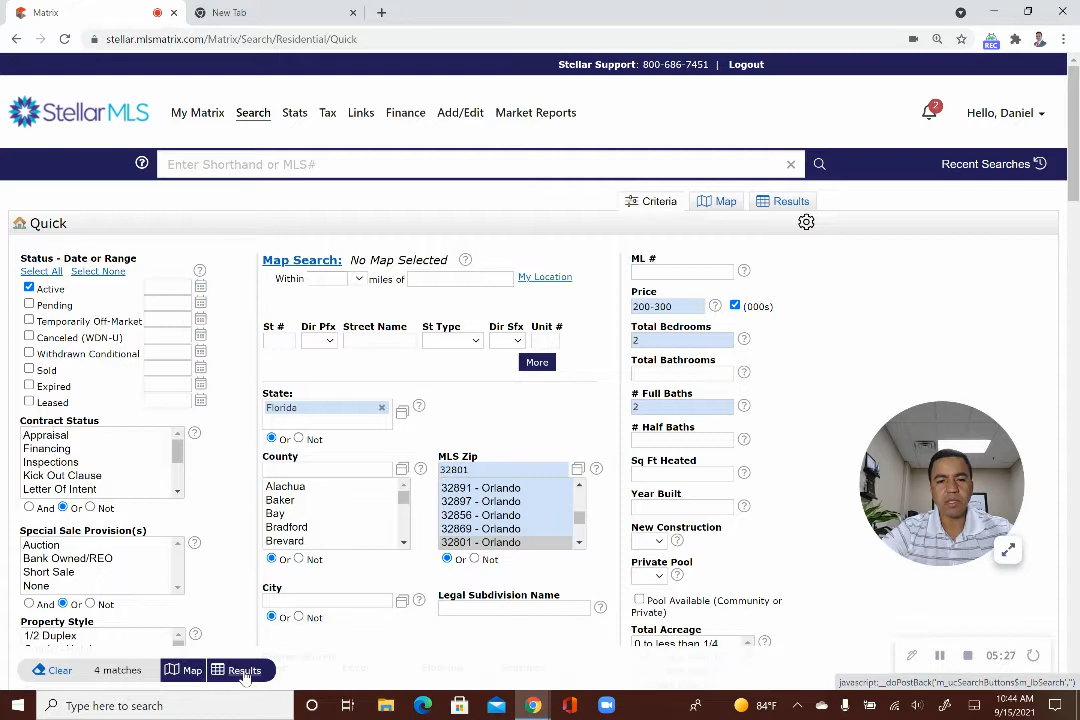 Matrix
New Tab
stellar.mlsmatrix.com/Matrix/Search/Residential/Quick
REC
Stellar Support: 800-686-7451 | Logout
StellarMLS
My Matrix Search Stats Tax Links Finance Add/Edit Market Reports
2
Hello, Daniel
Enter Shorthand or MLS#
Recent Searches
Criteria Map Results
Quick
Status - Date or Range
Select All Select None
Active
Pending
Temporarily Off-Market
Canceled (WDN-U)
Withdrawn Conditional
Sold
Expired
Leased
Contract Status
Appraisal
Financing
Inspections
Kick Out Clause
Letter Of Intent
And Or Not
Special Sale Provision(s)
Auction
Bank Owned/REO
Short Sale
None
And Or Not
Property Style
1/2 Duplex
Map Search: No Map Selected
Within miles of My Location
St # Dir Pfx Street Name St Type Dir Sfx Unit #
More
State:
Florida
Or Not
County
Alachua
Baker
Bay
Bradford
Brevard
Or Not
MLS Zip
32801
32891 - Orlando
32897 - Orlando
32856 - Orlando
32869 - Orlando
32801 - Orlando
Or Not
City
Or Not
Legal Subdivision Name
ML #
Price
200-300 (000s)
Total Bedrooms
2
Total Bathrooms
# Full Baths
2
# Half Baths
Sq Ft Heated
Year Built
New Construction
Private Pool
Pool Available (Community or
Private)
Total Acreage
0 to less than 1/4
Clear 4 matches Map Results
05:27
javascript:__doPostBack('m_ucSearchButtons$m_lbSearch','')
Type here to search
84°F
10:44 AM
9/15/2021